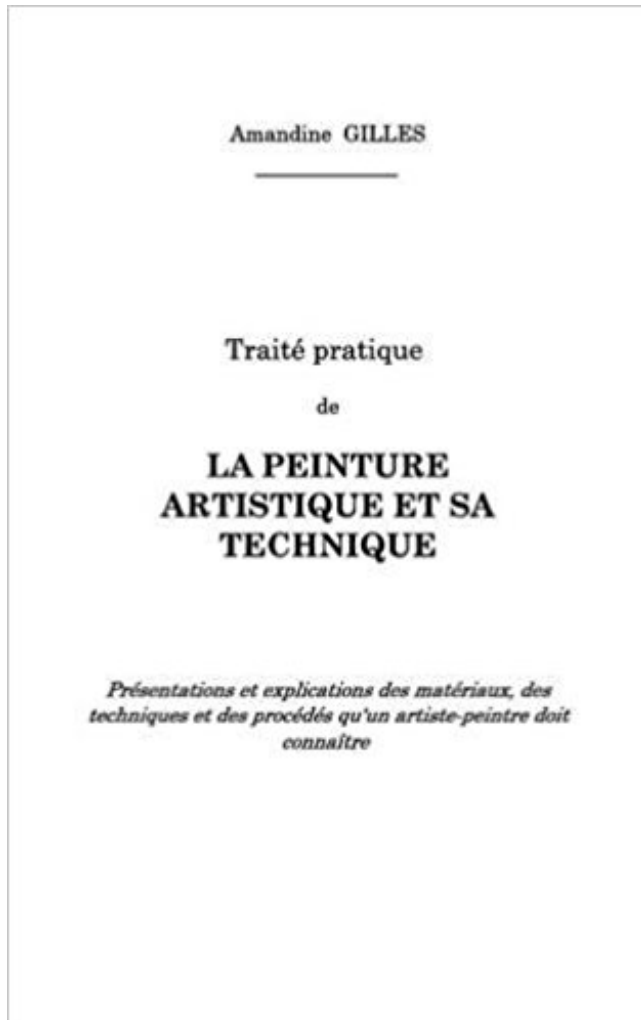 Amandine GILLES
Traité pratique
de
LA PEINTURE
ARTISTIQUE ET SA
TECHNIQUE
Présentations et explications des matériaux, des
techniques et des procédés qu'un artiste-peintre doit
connaître